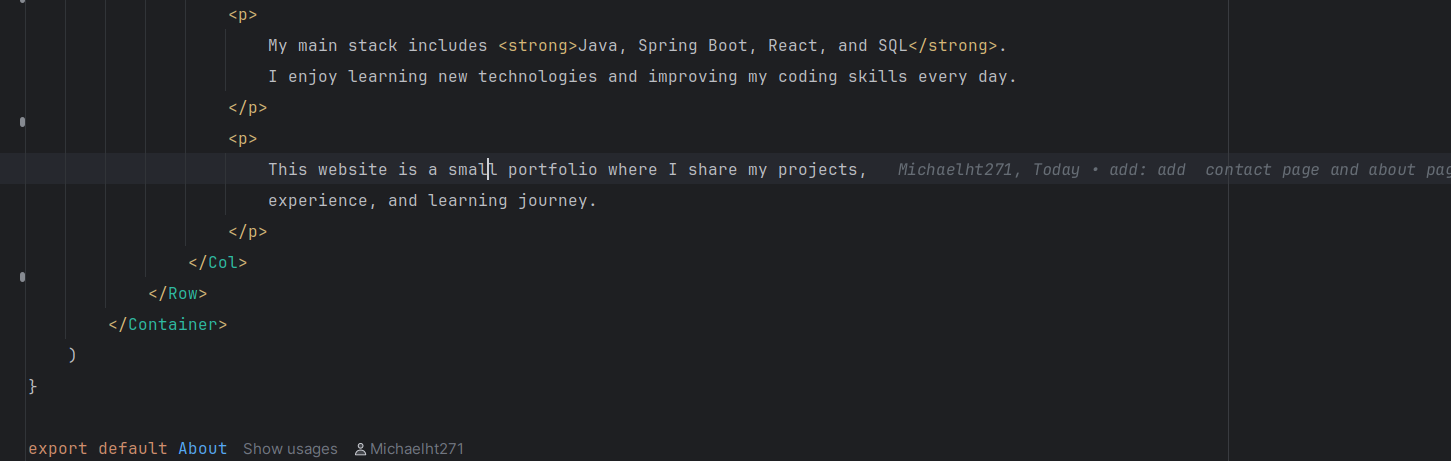 <p>
My main stack includes <strong>Java, Spring Boot, React, and SQL</strong>.
I enjoy learning new technologies and improving my coding skills every day.
</p>
<p>
This website is a small portfolio where I share my projects, Michaelht271, Today • add: add  contact page and about pag
experience, and learning journey.
</p>
</Col>
</Row>
</Container>
)
}
export default About Show usages Michaelht271